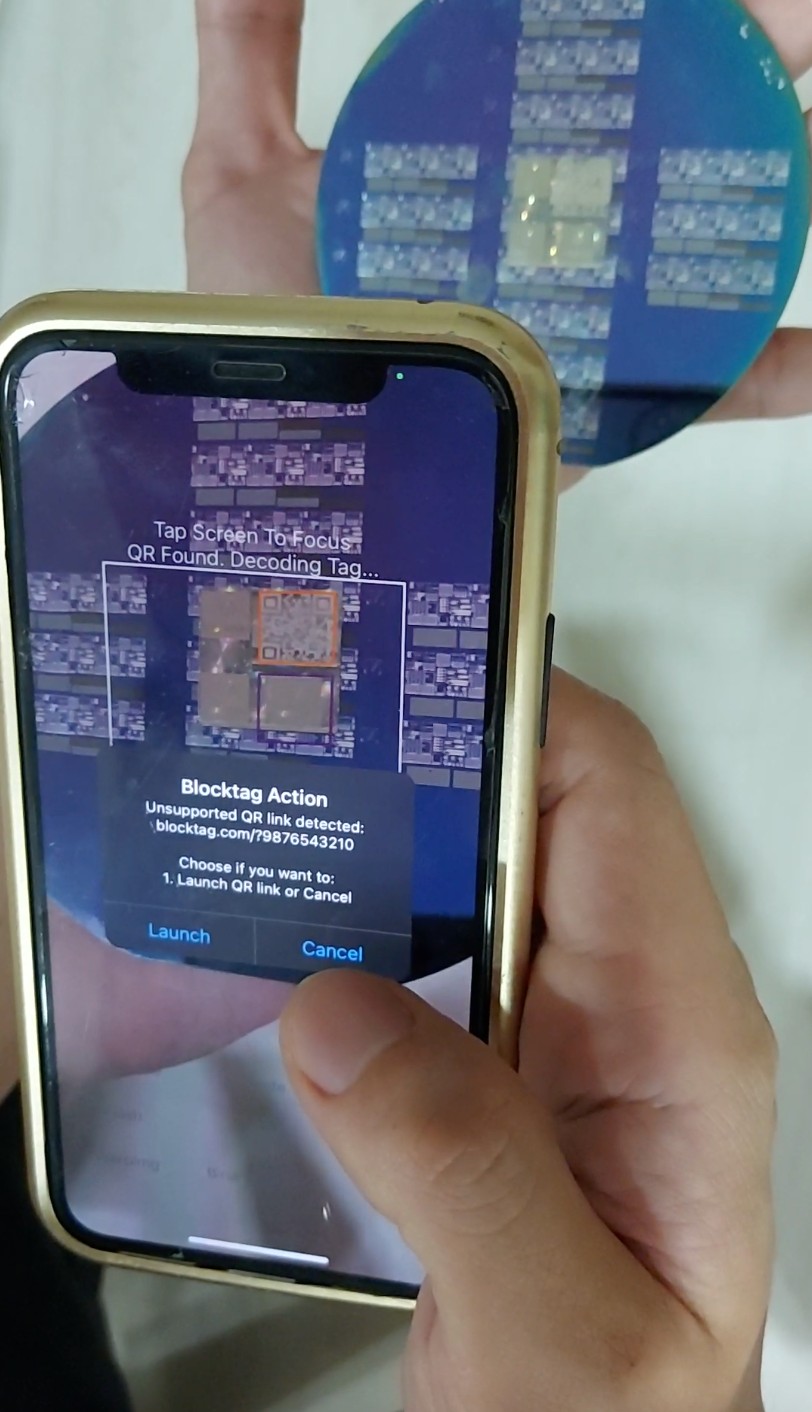 Tap Screen To Focus
QR Found. Decoding Tag...
Blocktag Action
Unsupported QR link detected:
blocktag.com/?9876543210
Choose if you want to:
1. Launch QR link or Cancel
Launch
Cancel